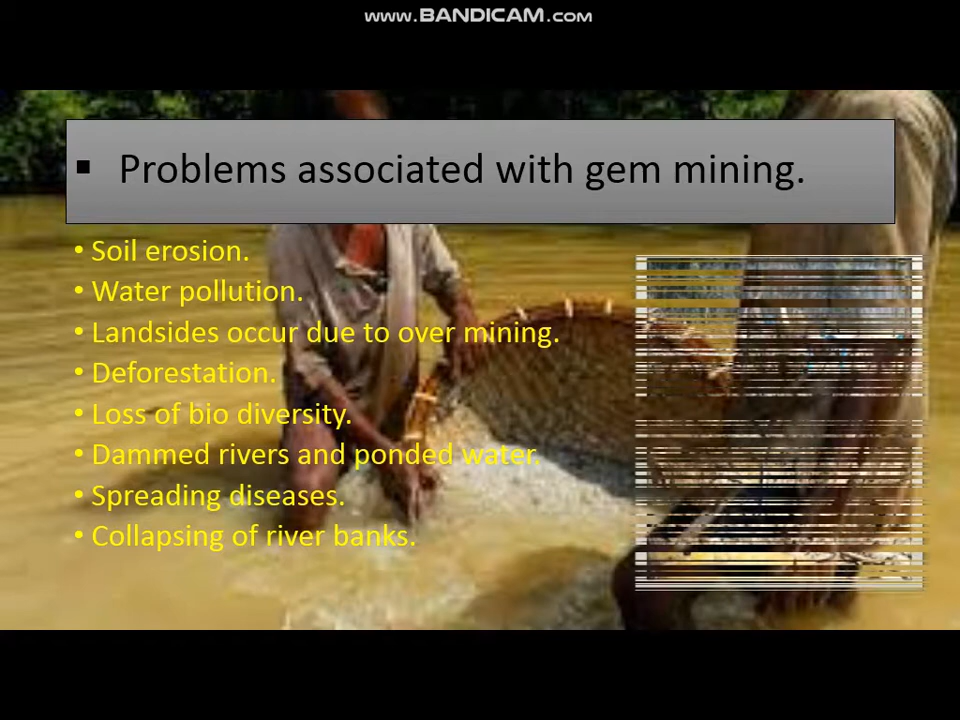 www.BANDICAM.com
▪ Problems associated with gem mining.
• Soil erosion.
• Water pollution.
• Landsides occur due to over mining.
• Deforestation.
• Loss of bio diversity.
• Dammed rivers and ponded water.
• Spreading diseases.
• Collapsing of river banks.